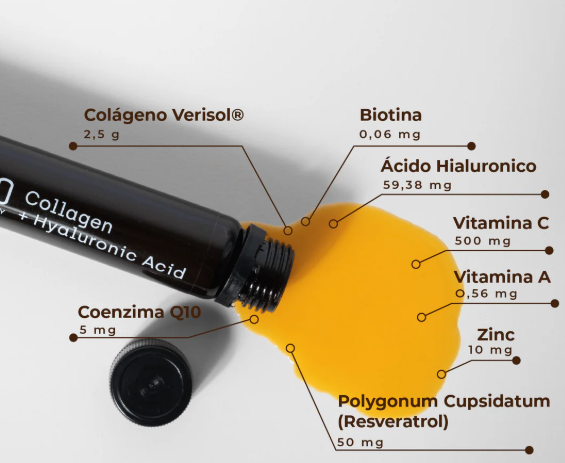 Colágeno Verisol®
2,5 g
Biotina
0,06 mg
Ácido Hialuronico
59,38 mg
Collagen
+ Hyaluronic Acid
Vitamina C
500 mg
Vitamina A
,56 mg
Coenzima Q10
5 mg
Zinc
10 mg
Polygonum Cupsidatum
(Resveratrol)
50 mg